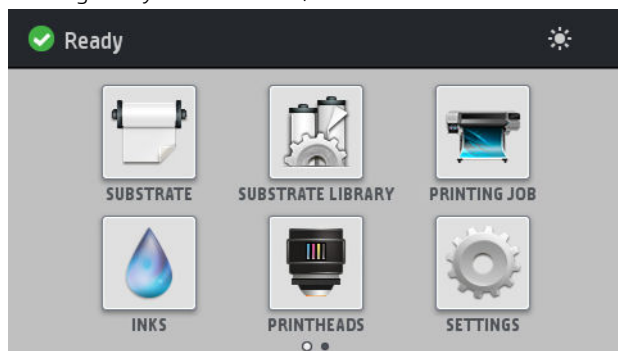 Ready
SUBSTRATE SUBSTRATE LIBRARY PRINTING JOB
INKS PRINTHEADS SETTINGS